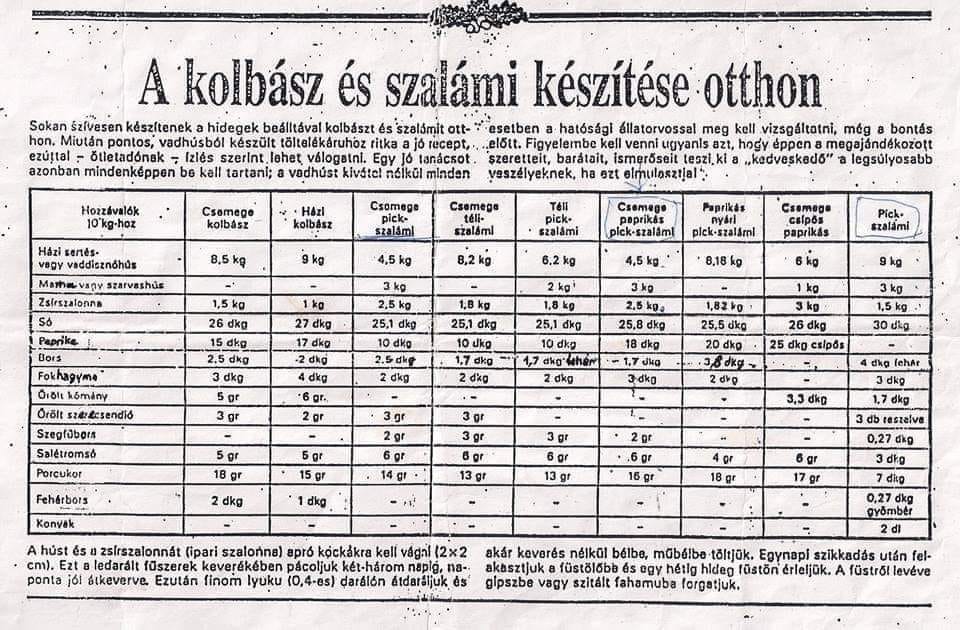 A kolbász és szalámi készítése otthon
Sokan szívesen készítenek a hidegek beálltával kolbászt és szalámit ott-
hon. Miután pontos, vadhúsból készült töltelékáruhoz ritka a jó recept,
ezúttal – ötletadónak – ízlés szerint lehet válogatni. Egy jó tanácsot
azonban mindenképpen be kell tartani; a vadhúst kivétel nélkül minden
esetben a hatósági állatorvossal meg kell vizsgáltatni, még a bontás
előtt. Figyelembe kell venni ugyanis azt, hogy éppen a megajándékozott
szeretteit, barátait, ismerőseit teszi ki a „kedveskedő" a legsúlyosabb
veszélyeknek, ha ezt elmulasztja!
Hozzávalók 10 kg-hoz | Csemege kolbász | Házi kolbász | Csemege pick-szalámi | Csemege téli-szalámi | Téli pick-szalámi | Csemege paprikás pick-szalámi | Paprikás nyári pick-szalámi | Csemege csípős paprikás | Pick-szalámi
Házi sertés- vagy vaddisznóhús | 8,5 kg | 9 kg | 4,5 kg | 8,2 kg | 6,2 kg | 4,5 kg | 8,18 kg | 6 kg | 9 kg
Marha vagy szarvashús | – | – | 3 kg | – | 2 kg | 3 kg | – | 1 kg | 3 kg
Zsírszalonna | 1,5 kg | 1 kg | 2,5 kg | 1,8 kg | 1,8 kg | 2,5 kg | 1,82 kg | 3 kg | 1,5 kg
Só | 26 dkg | 27 dkg | 25,1 dkg | 25,1 dkg | 25,1 dkg | 25,8 dkg | 25,5 dkg | 26 dkg | 30 dkg
Paprika | 15 dkg | 17 dkg | 10 dkg | 10 dkg | 10 dkg | 18 dkg | 20 dkg | 25 dkg csípős | –
Bors | 2,5 dkg | 2 dkg | 2,5 dkg | 1,7 dkg | 1,7 dkg fehér | 1,7 dkg | dkg | – | 4 dkg fehér
Fokhagyma | 3 dkg | 4 dkg | 2 dkg | 2 dkg | 2 dkg | 3 dkg | 2 dkg | – | 3 dkg
Őrölt kömény | 5 gr | 6 gr | – | – | – | – | – | 3,3 dkg | 1,7 dkg
Őrölt szerecsendió | 3 gr | 2 gr | 3 gr | 3 gr | – | – | – | – | 3 db reszelve
Szegfűbors | – | – | 2 gr | 3 gr | 3 gr | 2 gr | – | – | 0,27 dkg
Salétromsó | 5 gr | 5 gr | 6 gr | 6 gr | 6 gr | 6 gr | 4 gr | 6 gr | 3 dkg
Porcukor | 18 gr | 15 gr | 14 gr | 13 gr | 13 gr | 16 gr | 18 gr | 17 gr | 7 dkg
Fehérbors | 2 dkg | 1 dkg | – | – | – | – | – | – | 0,27 dkg gyömbér
Konyak | – | – | – | – | – | – | – | – | 2 dl
A húst és a zsírszalonnát (ipari szalonna) apró kockákra kell vágni (2×2
cm). Ezt a ledarált fűszerek keverékében pácoljuk két-három napig, na-
ponta jól átkeverve. Ezután finom lyuku (0,4-es) darálón átdaráljuk és
akár keverés nélkül bélbe, műbélbe töltjük. Egynapi szikkadás után fel-
akasztjuk a füstölőbe és egy hétig hideg füstön érleljük. A füstről levéve
gipszbe vagy szitált fahamuba forgatjuk.